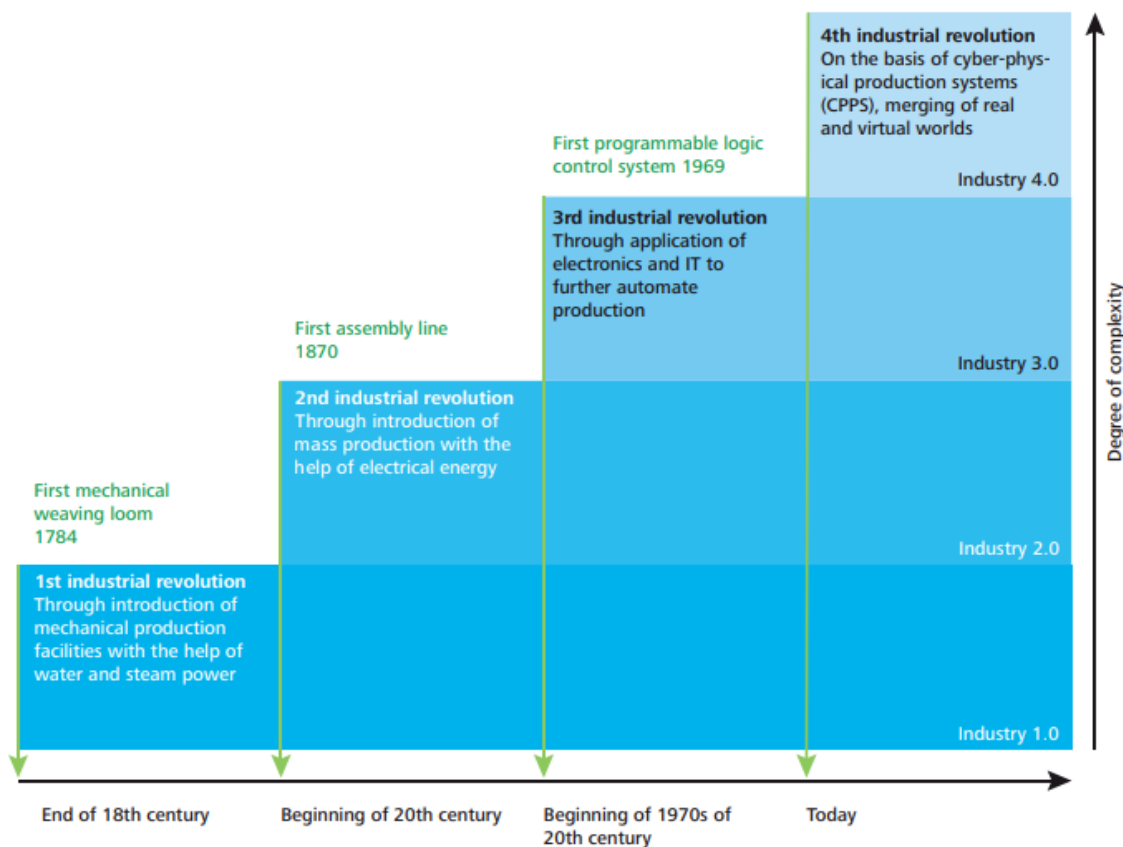 4th industrial revolution
On the basis of cyber-phys-
ical production systems
(CPPS), merging of real
and virtual worlds
Industry 4.0
First programmable logic
control system 1969
3rd industrial revolution
Through application of
electronics and IT to
further automate
production
Industry 3.0
First assembly line
1870
2nd industrial revolution
Through introduction of
mass production with the
help of electrical energy
Industry 2.0
First mechanical
weaving loom
1784
1st industrial revolution
Through introduction of
mechanical production
facilities with the help of
water and steam power
Industry 1.0
Degree of complexity
End of 18th century
Beginning of 20th century
Beginning of 1970s of
20th century
Today